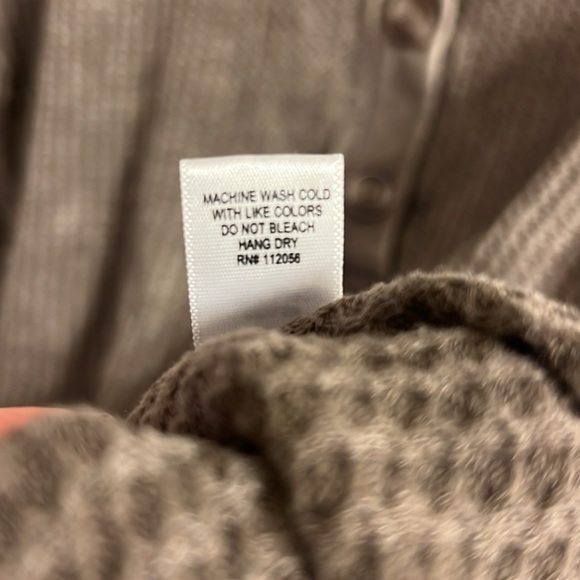 MACHINE WASH COLD
WITH LIKE COLORS
DO NOT BLEACH
HANG DRY
RN# 112056